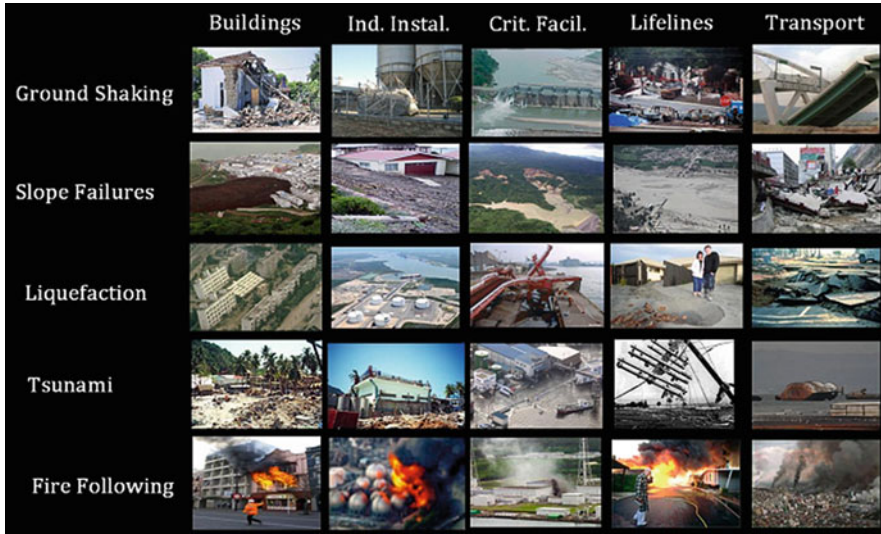 Buildings Ind. Instal. Crit. Facil. Lifelines Transport
Ground Shaking
Slope Failures
Liquefaction
Tsunami
Fire Following